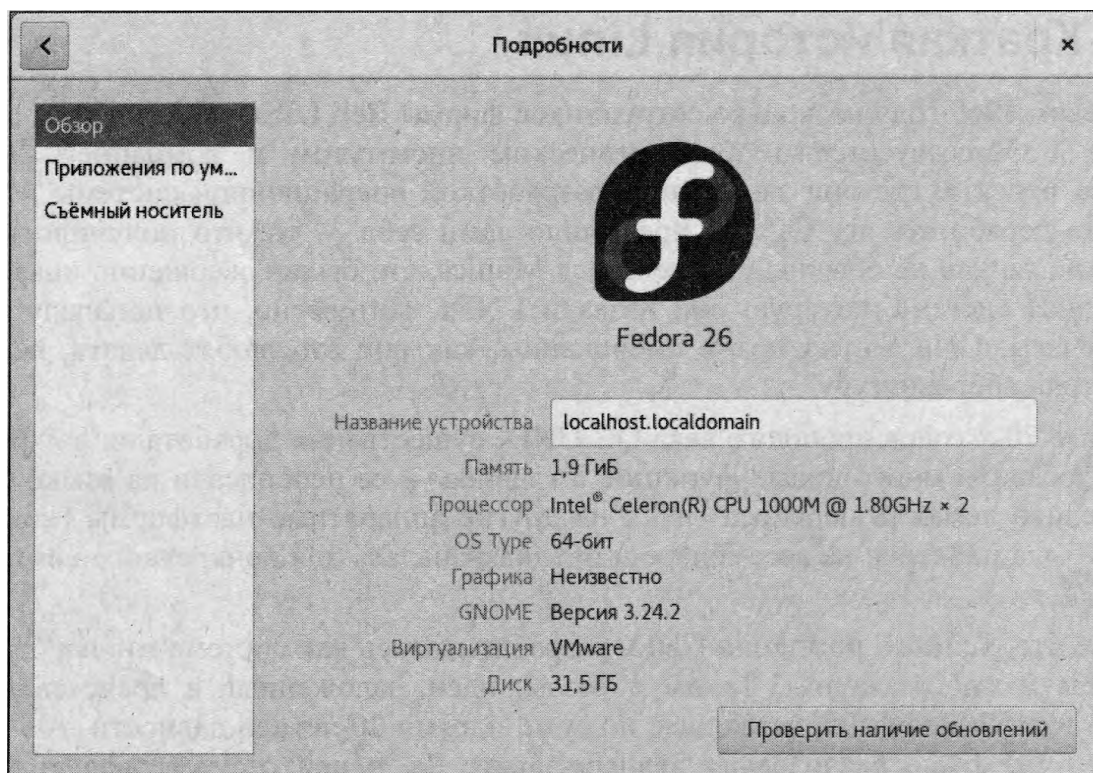 Подробности
Обзор
Приложения по ум...
Съёмный носитель
Fedora 26
Название устройства localhost.localdomain
Память 1,9 ГиБ
Процессор Intel® Celeron(R) CPU 1000M @ 1.80GHz × 2
OS Type 64-бит
Графика Неизвестно
GNOME Версия 3.24.2
Виртуализация VMware
Диск 31,5 ГБ
Проверить наличие обновлений